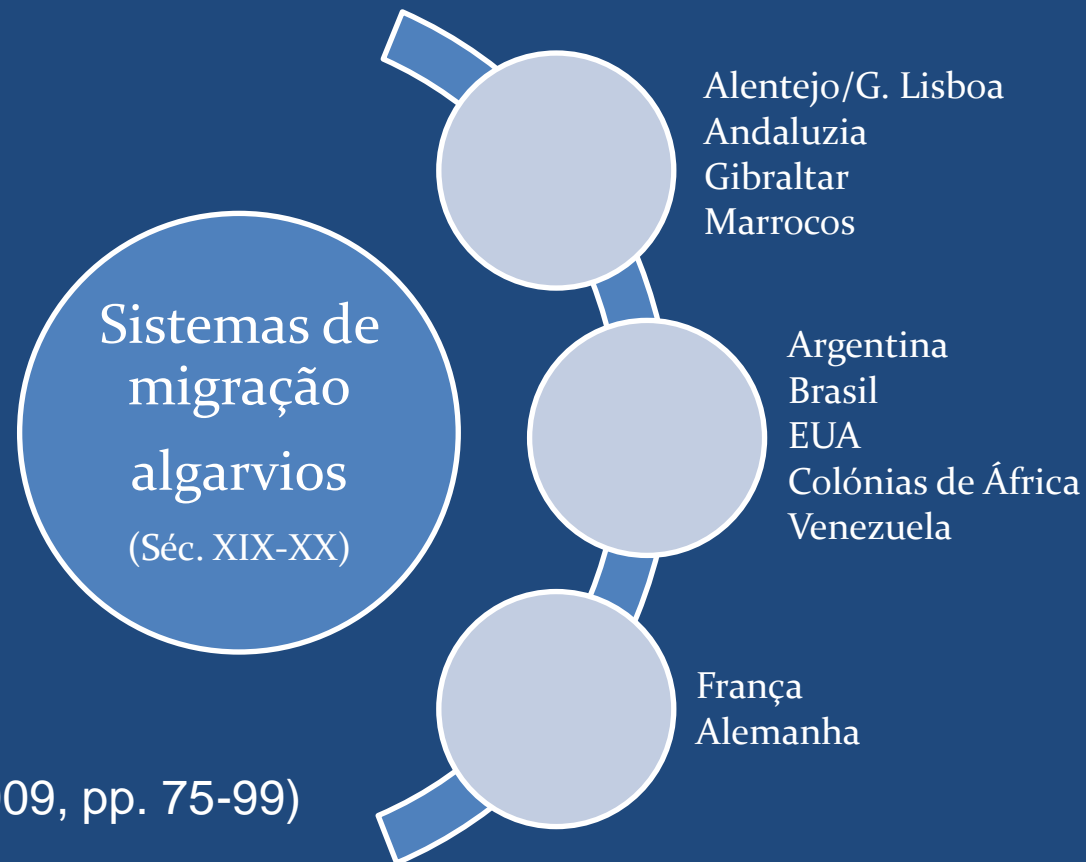 Sistemas de
migração
algarvios
(Séc. XIX-XX)
Alentejo/G. Lisboa
Andaluzia
Gibraltar
Marrocos
Argentina
Brasil
EUA
Colónias de África
Venezuela
França
Alemanha
09, pp. 75-99)